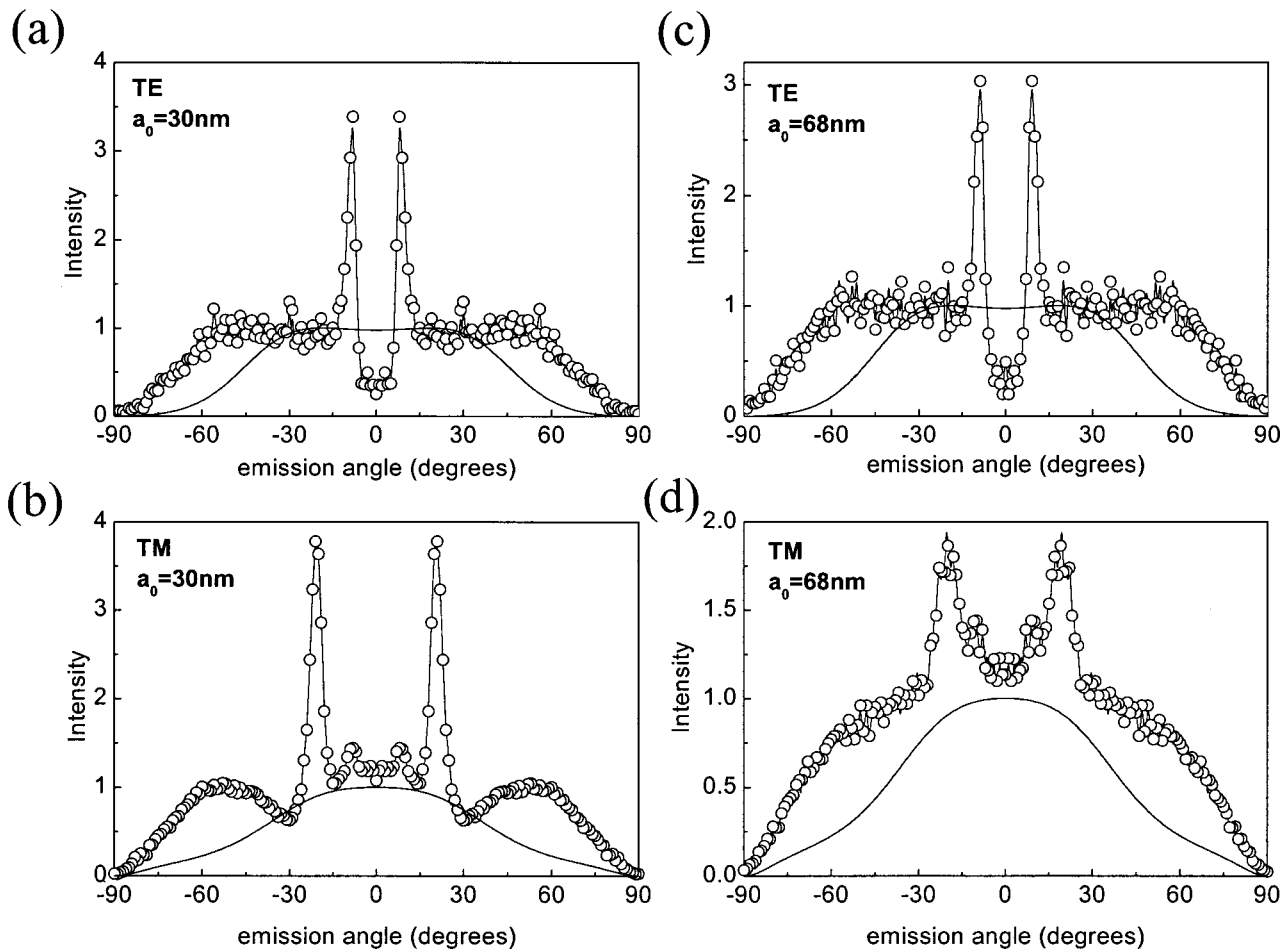 (a)
TE
a₀=30nm
4
3
2
1
0
Intensity
-90 -60 -30 0 30 60 90
emission angle (degrees)
(c)
TE
a₀=68nm
3
2
1
0
Intensity
-90 -60 -30 0 30 60 90
emission angle (degrees)
(b)
TM
a₀=30nm
4
3
2
1
0
Intensity
-90 -60 -30 0 30 60 90
emission angle (degrees)
(d)
TM
a₀=68nm
2.0
1.5
1.0
0.5
0.0
Intensity
-90 -60 -30 0 30 60 90
emission angle (degrees)